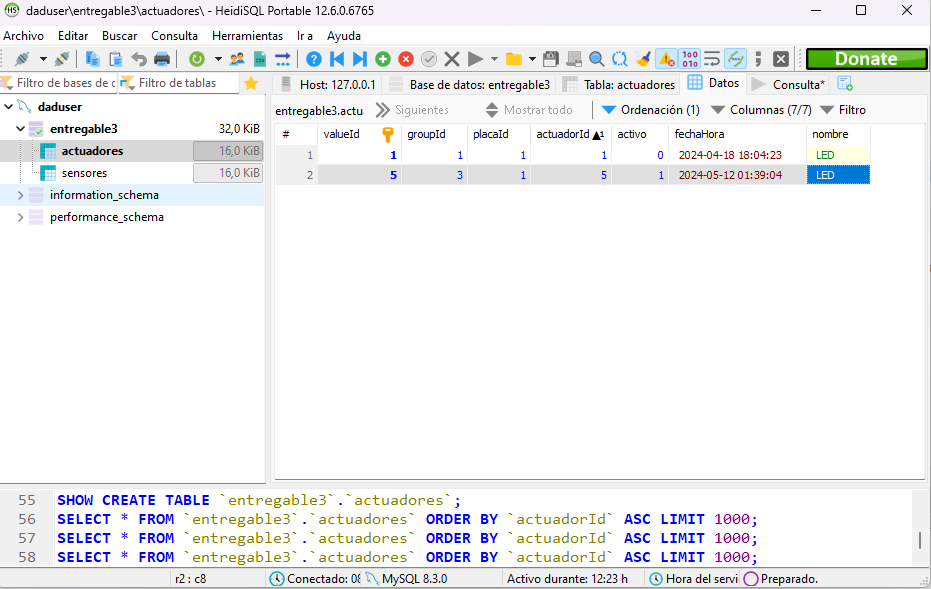 daduser\entregable3\actuadores\ - HeidiSQL Portable 12.6.0.6765
Archivo Editar Buscar Consulta Herramientas Ir a Ayuda
Donate
Filtro de bases de c Filtro de tablas
Host: 127.0.0.1 Base de datos: entregable3 Tabla: actuadores Datos Consulta*
daduser
entregable3 32,0 KiB
actuadores 16,0 KiB
sensores 16,0 KiB
information_schema
performance_schema
entregable3.actu Siguientes Mostrar todo Ordenación (1) Columnas (7/7) Filtro
# valueId groupId placaId actuadorId 1 activo fechaHora nombre
1 1 1 1 1 0 2024-04-18 18:04:23 LED
2 5 3 1 5 1 2024-05-12 01:39:04 LED
55 SHOW CREATE TABLE `entregable3`.`actuadores`;
56 SELECT * FROM `entregable3`.`actuadores` ORDER BY `actuadorId` ASC LIMIT 1000;
57 SELECT * FROM `entregable3`.`actuadores` ORDER BY `actuadorId` ASC LIMIT 1000;
58 SELECT * FROM `entregable3`.`actuadores` ORDER BY `actuadorId` ASC LIMIT 1000;
r2 : c8 Conectado: 08 MySQL 8.3.0 Activo durante: 12:23 h Hora del servi Preparado.